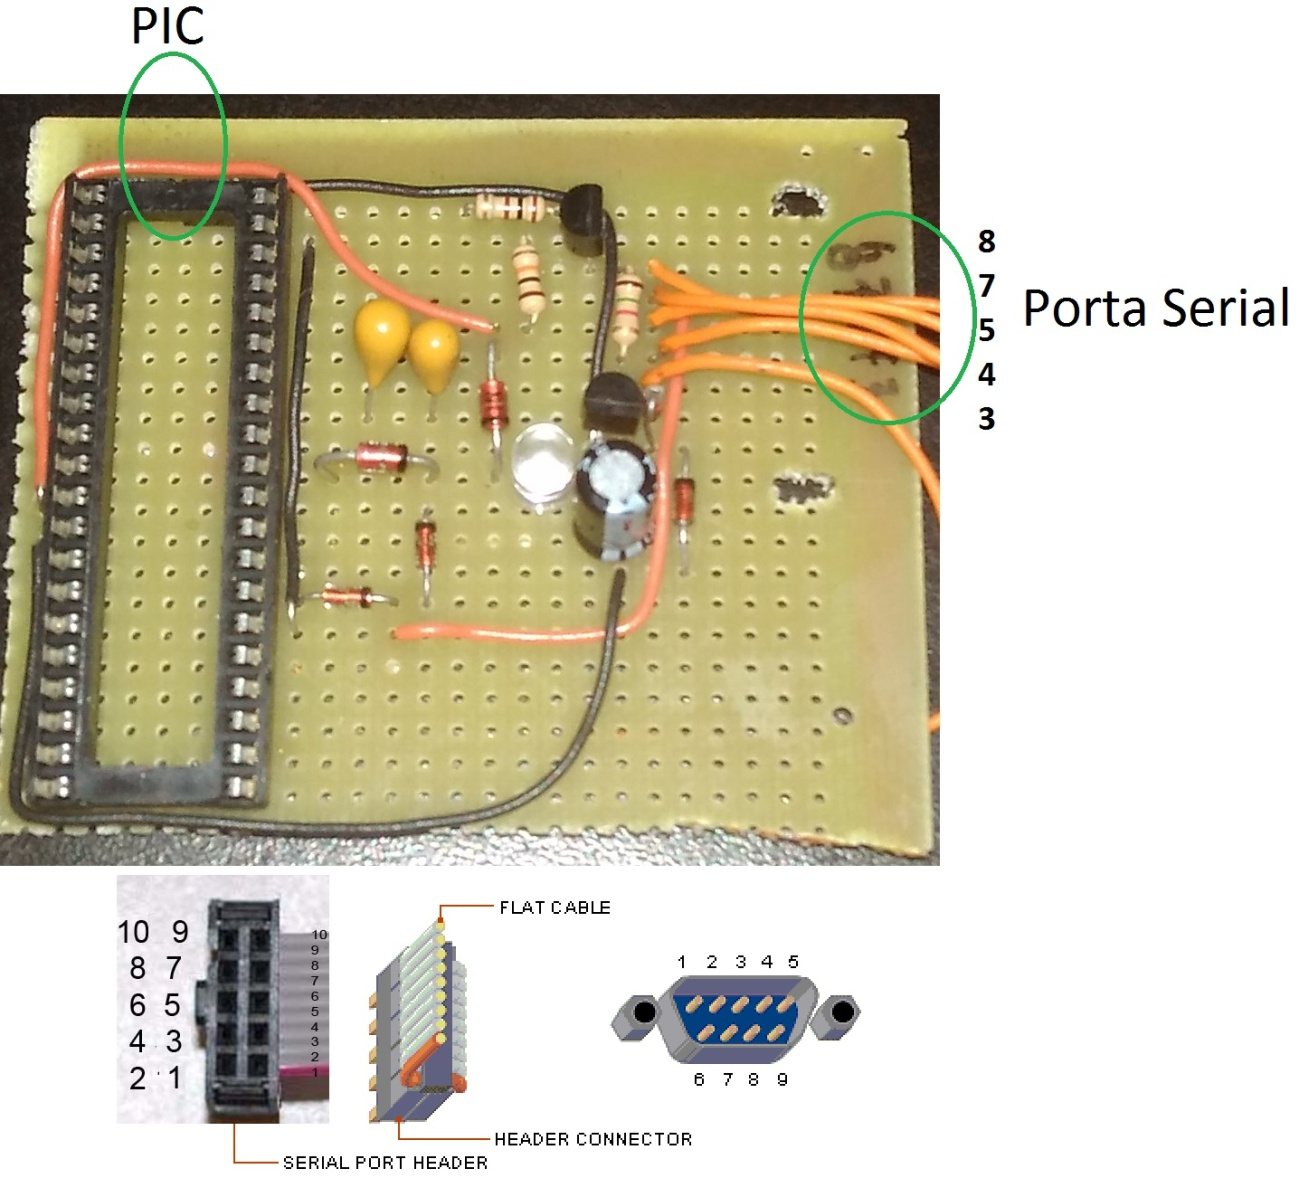 PIC
8
7
5
4
3
Porta Serial
10 9
8 7
6 5
4 3
2 1
10
9
8
7
6
5
4
3
2
1
FLAT CABLE
HEADER CONNECTOR
SERIAL PORT HEADER
1 2 3 4 5
6 7 8 9